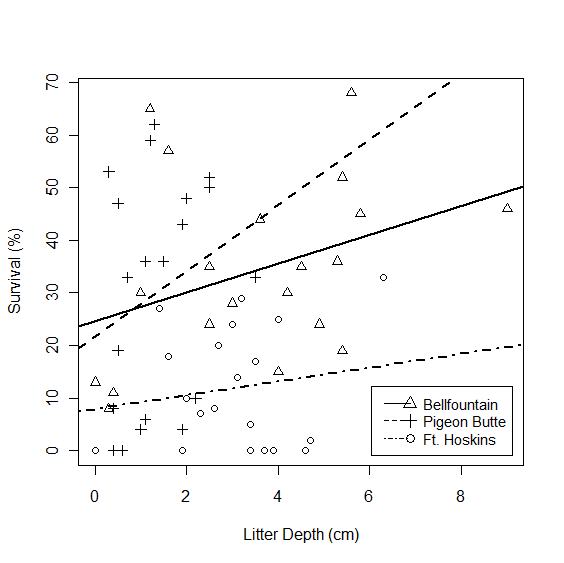 70
60
50
40
30
20
10
0
Survival (%)
0 2 4 6 8
Litter Depth (cm)
Bellfountain
Pigeon Butte
Ft. Hoskins